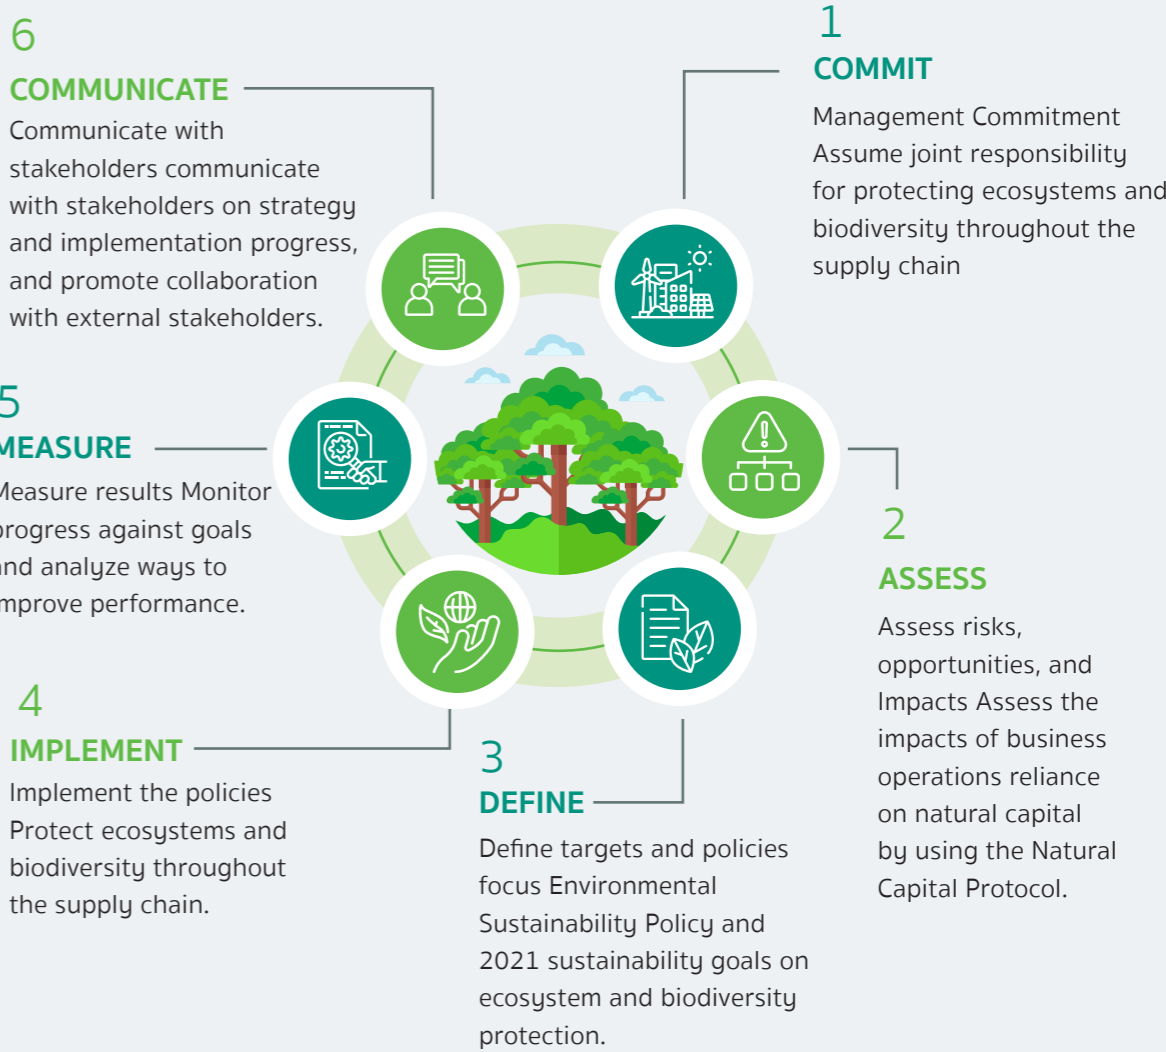 1
COMMIT
Management Commitment
Assume joint responsibility
for protecting ecosystems and
biodiversity throughout the
supply chain
2
ASSESS
Assess risks,
opportunities, and
Impacts Assess the
impacts of business
operations reliance
on natural capital
by using the Natural
Capital Protocol.
3
DEFINE
Define targets and policies
focus Environmental
Sustainability Policy and
2021 sustainability goals on
ecosystem and biodiversity
protection.
4
IMPLEMENT
Implement the policies
Protect ecosystems and
biodiversity throughout
the supply chain.
5
MEASURE
Measure results Monitor
progress against goals
and analyze ways to
improve performance.
6
COMMUNICATE
Communicate with
stakeholders communicate
with stakeholders on strategy
and implementation progress,
and promote collaboration
with external stakeholders.